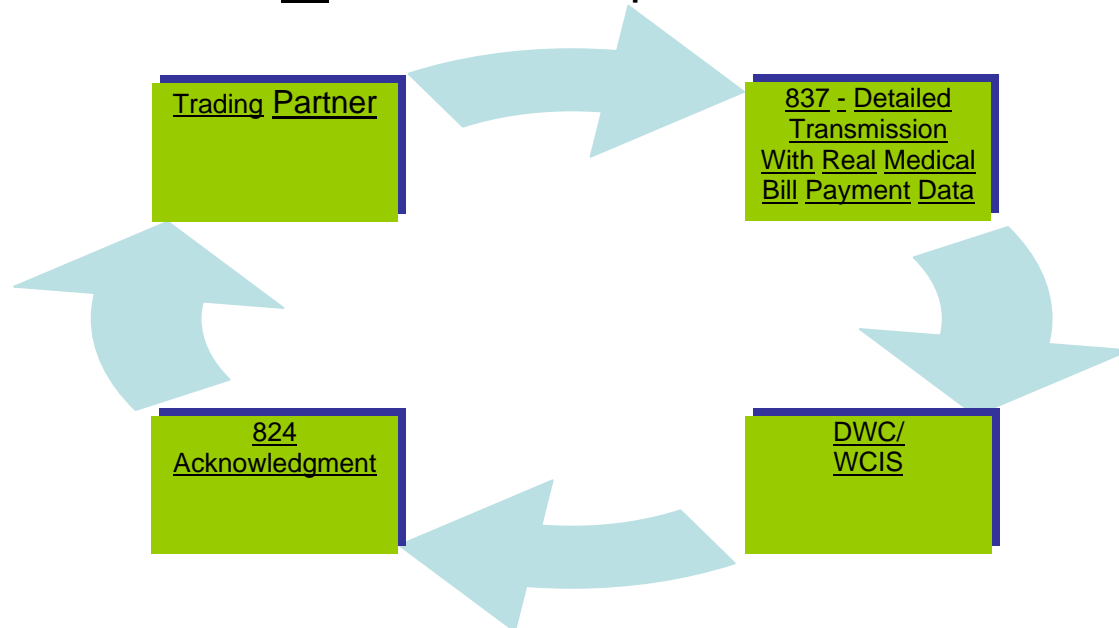 Trading Partner
837 - Detailed
Transmission
With Real Medical
Bill Payment Data
824
Acknowledgment
DWC/
WCIS